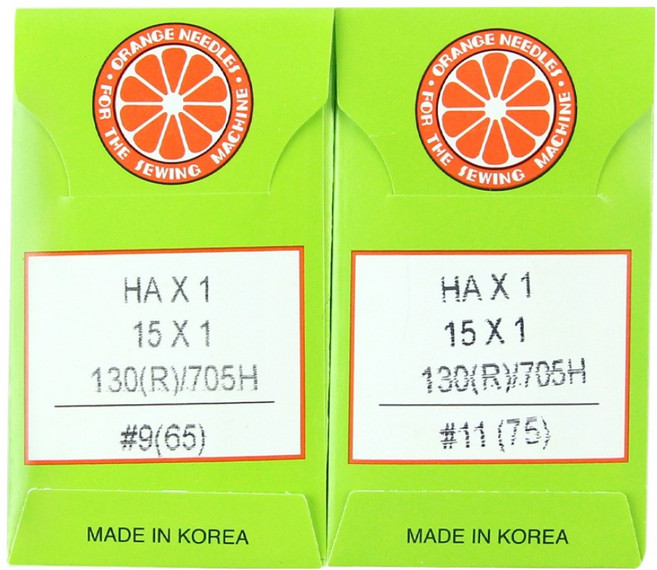 ORANGE NEEDLES
FOR THE SEWING MACHINE
HA X 1
15 X 1
130(R)/705H
#9(65)
MADE IN KOREA
ORANGE NEEDLES
FOR THE SEWING MACHINE
HA X 1
15 X 1
130(R)/705H
#11 (75)
MADE IN KOREA